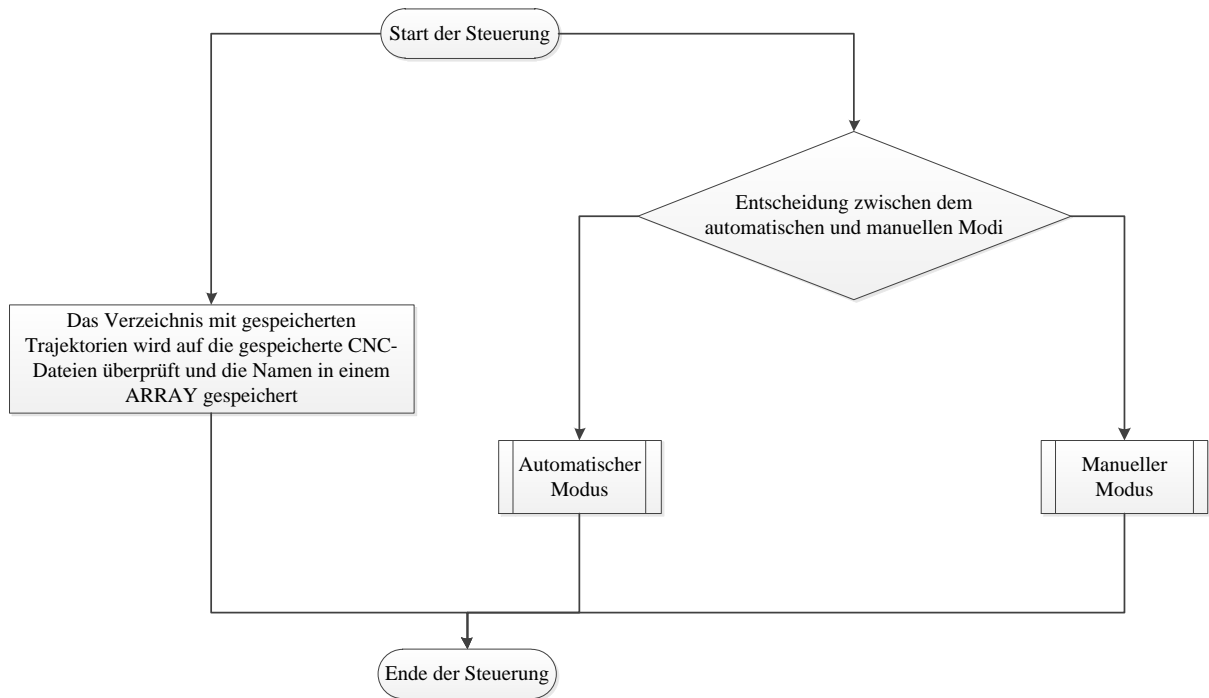 Start der Steuerung
Entscheidung zwischen dem
automatischen und manuellen Modi
Das Verzeichnis mit gespeicherten
Trajektorien wird auf die gespeicherte CNC-
Dateien überprüft und die Namen in einem
ARRAY gespeichert
Automatischer
Modus
Manueller
Modus
Ende der Steuerung